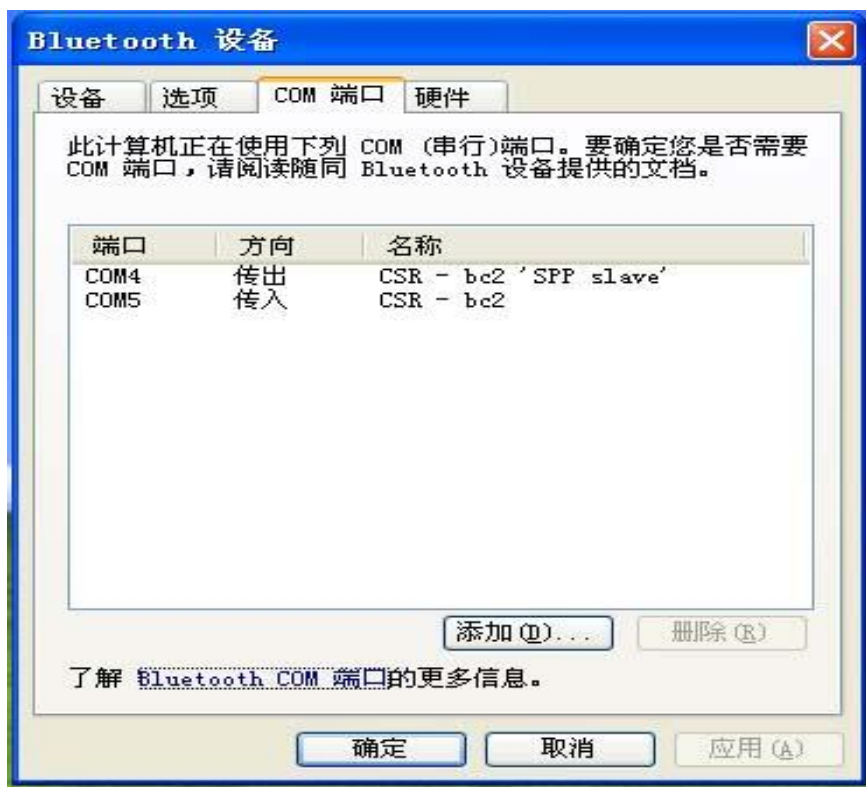 Bluetooth 设备
设备 选项 COM 端口 硬件
此计算机正在使用下列 COM (串行)端口。要确定您是否需要
COM 端口，请阅读随同 Bluetooth 设备提供的文档。
端口 方向 名称
COM4 传出 CSR - bc2 'SPP slave'
COM5 传入 CSR - bc2
添加(D)... 删除(R)
了解 Bluetooth COM 端口的更多信息。
确定 取消 应用(A)